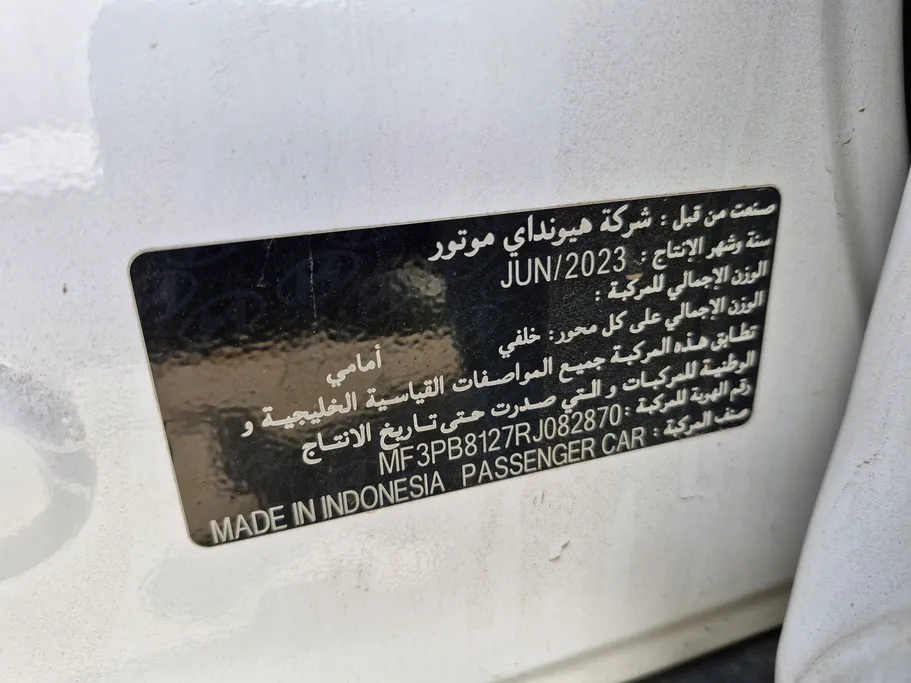 صنعت من قبل : شركة هيونداي موتور
سنة وشهر الإنتاج : JUN/2023
الوزن الإجمالي للمركبة :
الوزن الإجمالي على كل محور: خلفي أمامي
تطابق هذه المركبة جميع المواصفات القياسية الخليجية و
الوطنية للمركبات و التي صدرت حتى تاريخ الانتاج
رقم الهوية للمركبة : MF3PB8127RJ082870
صنف المركبة : PASSENGER CAR MADE IN INDONESIA